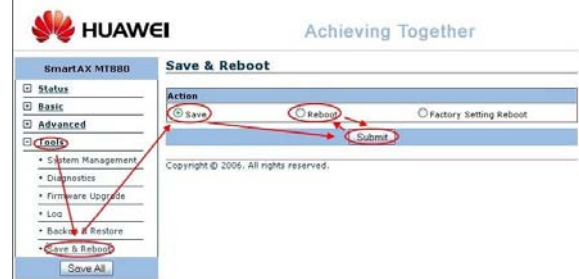 HUAWEI
Achieving Together
SmartAX MT880
Save & Reboot
Status
Basic
Advanced
Tools
System Management
Diagnostics
Firmware Upgrade
Log
Backup & Restore
Save & Reboot
Save All
Action
Save
Reboot
Factory Setting Reboot
Submit
Copyright © 2006. All rights reserved.